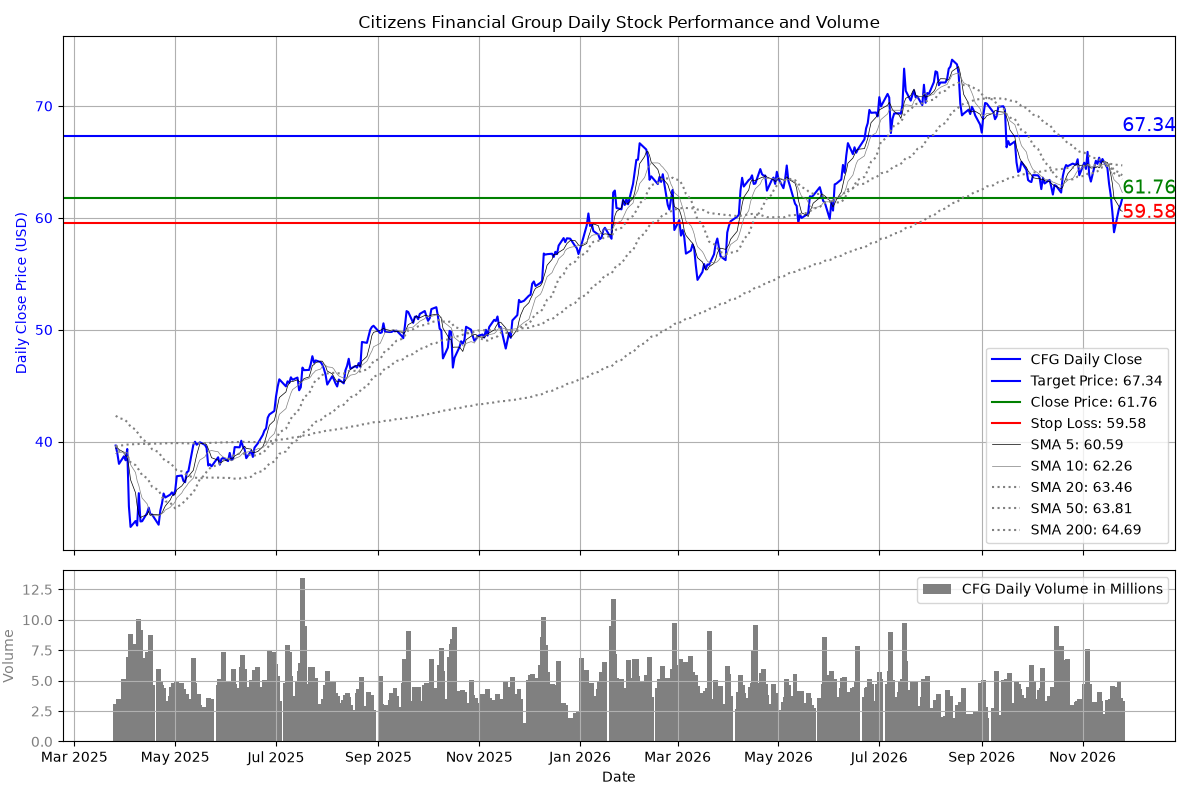 Citizens Financial Group Daily Stock Performance and Volume
Daily Close Price (USD)
70
60
50
40
67.34
61.76
59.58
CFG Daily Close
Target Price: 67.34
Close Price: 61.76
Stop Loss: 59.58
SMA 5: 60.59
SMA 10: 62.26
SMA 20: 63.46
SMA 50: 63.81
SMA 200: 64.69
Volume
12.5
10.0
7.5
5.0
2.5
0.0
CFG Daily Volume in Millions
Mar 2025 May 2025 Jul 2025 Sep 2025 Nov 2025 Jan 2026 Mar 2026 May 2026 Jul 2026 Sep 2026 Nov 2026
Date